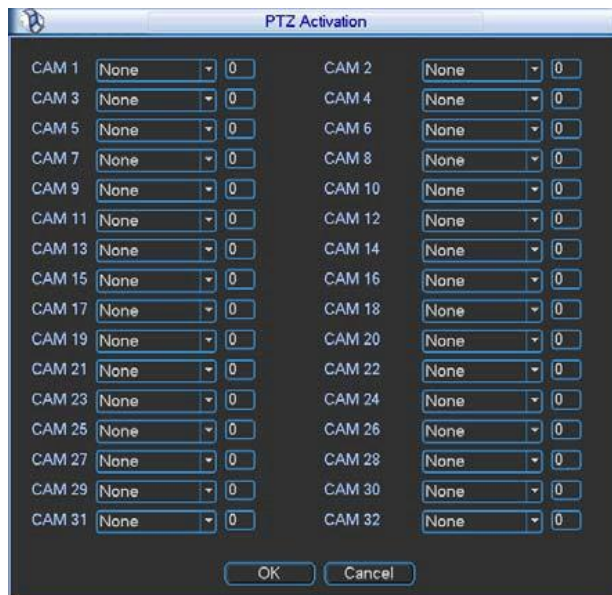 PTZ Activation
CAM 1 None 0 CAM 2 None 0
CAM 3 None 0 CAM 4 None 0
CAM 5 None 0 CAM 6 None 0
CAM 7 None 0 CAM 8 None 0
CAM 9 None 0 CAM 10 None 0
CAM 11 None 0 CAM 12 None 0
CAM 13 None 0 CAM 14 None 0
CAM 15 None 0 CAM 16 None 0
CAM 17 None 0 CAM 18 None 0
CAM 19 None 0 CAM 20 None 0
CAM 21 None 0 CAM 22 None 0
CAM 23 None 0 CAM 24 None 0
CAM 25 None 0 CAM 26 None 0
CAM 27 None 0 CAM 28 None 0
CAM 29 None 0 CAM 30 None 0
CAM 31 None 0 CAM 32 None 0
OK Cancel